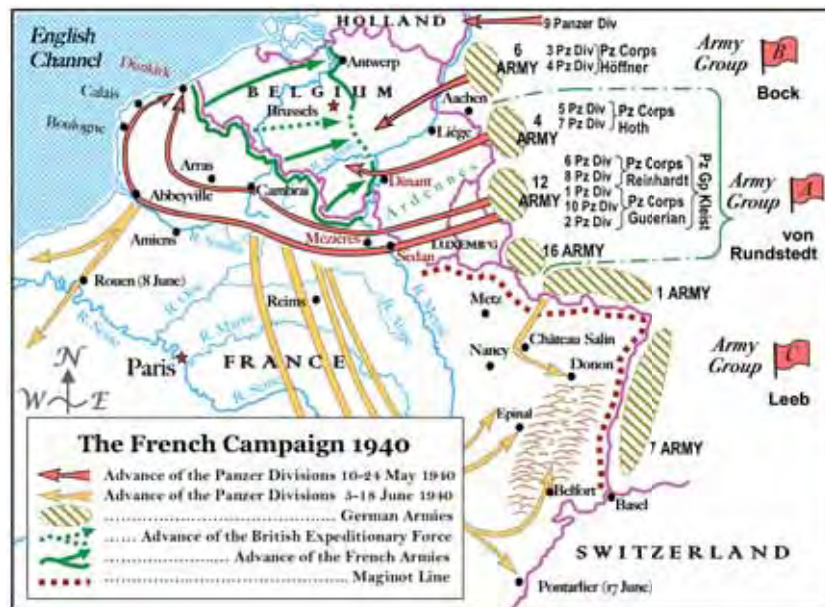 HOLLAND
9 Panzer Div
English
Channel
Dunkirk
Antwerp
6
ARMY
3 Pz Div
4 Pz Div
Pz Corps
Höffner
Army
Group
B
Bock
Calais
BELGIUM
Brussels
Aachen
Boulogne
Liége
4
ARMY
5 Pz Div
7 Pz Div
Pz Corps
Hoth
Arras
Cambrai
Dinant
Ardennes
12
ARMY
6 Pz Div
8 Pz Div
1 Pz Div
10 Pz Div
2 Pz Div
Pz Corps
Reinhardt
Pz Corps
Gucerian
Pz Gp Kleist
Army
Group
A
von
Rundstedt
Abbeyville
Amiens
Mezieres
Sedan
LUXEMBURG
16 ARMY
Rouen (8 June)
Reims
Metz
1 ARMY
R. Oise
R. Marne
R. Seine
Paris
FRANCE
Nancy
Château Salin
Donon
Army
Group
C
Leeb
N
W
E
Epinal
7 ARMY
Belfort
Basel
SWITZERLAND
Pontarlier (17 June)
The French Campaign 1940
Advance of the Panzer Divisions 10-24 May 1940
Advance of the Panzer Divisions 5-18 June 1940
German Armies
Advance of the British Expeditionary Force
Advance of the French Armies
Maginot Line